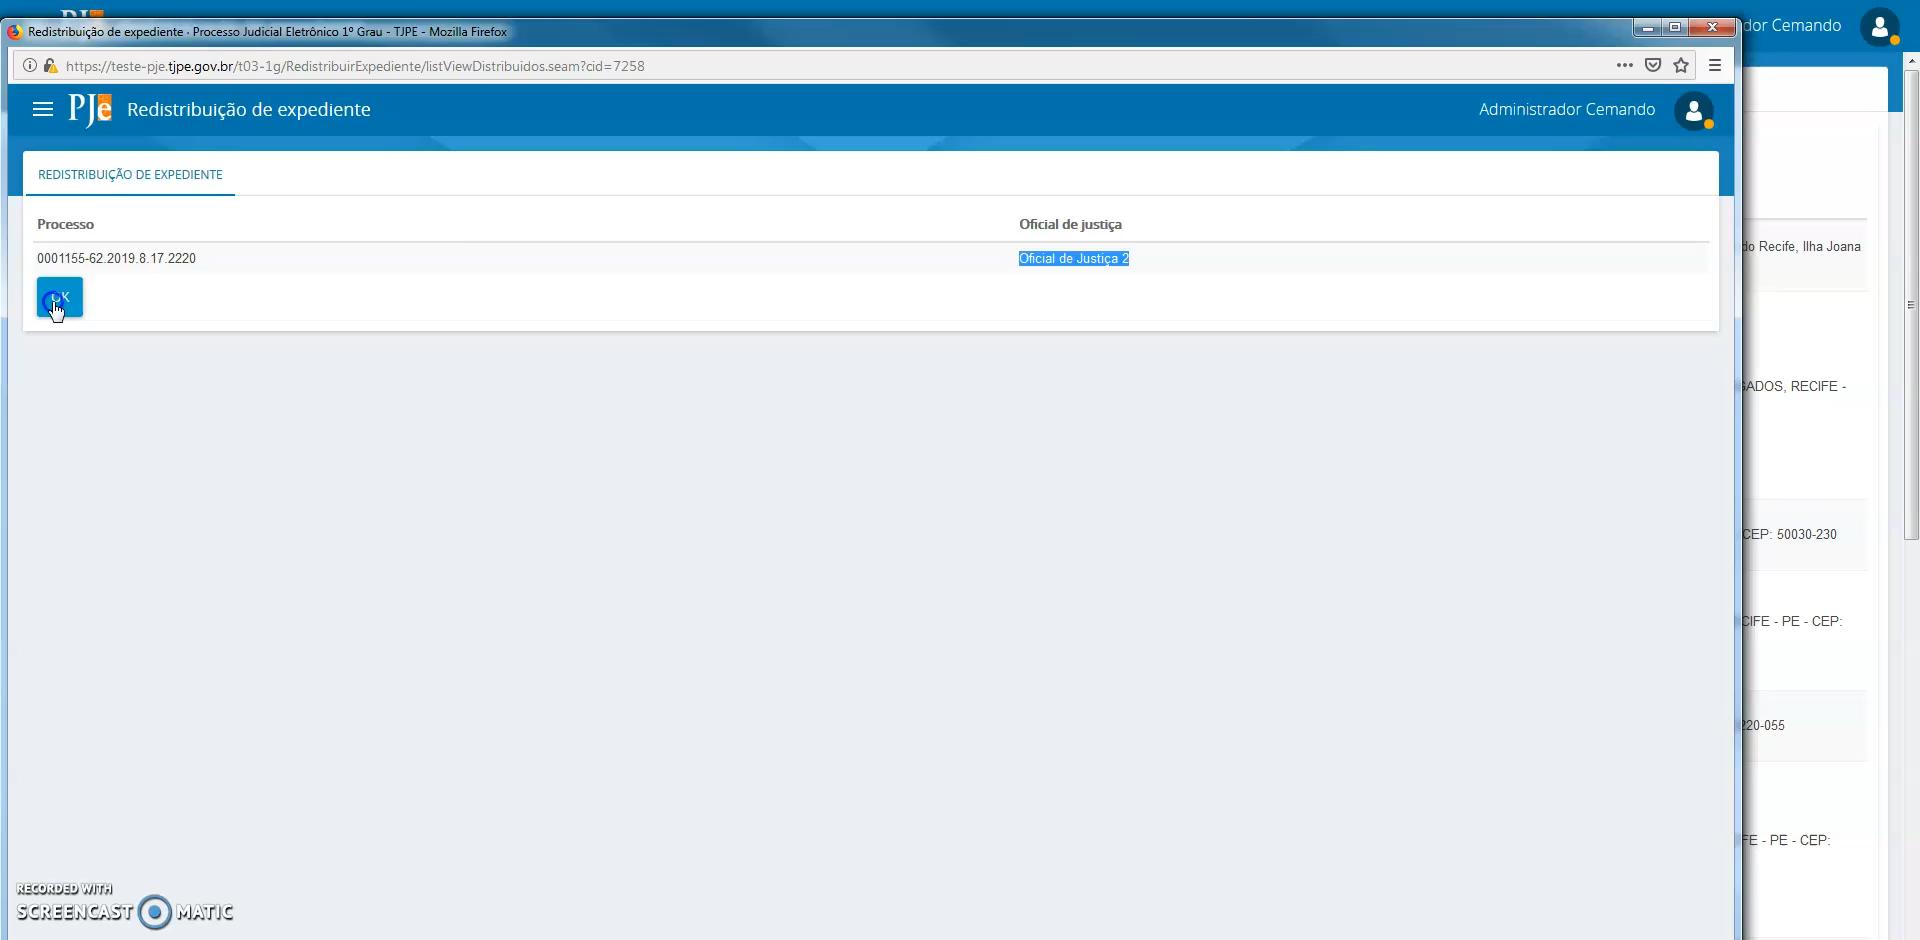 dor Cemando
Redistribuição de expediente · Processo Judicial Eletrônico 1º Grau - TJPE - Mozilla Firefox
https://teste-pje.tjpe.gov.br/t03-1g/RedistribuirExpediente/listViewDistribuidos.seam?cid=7258
PJe Redistribuição de expediente
Administrador Cemando
REDISTRIBUIÇÃO DE EXPEDIENTE
Processo Oficial de justiça
0001155-62.2019.8.17.2220 Oficial de Justiça 2
OK
do Recife, Ilha Joana
GADOS, RECIFE -
CEP: 50030-230
CIFE - PE - CEP:
220-055
FE - PE - CEP:
RECORDED WITH
SCREENCAST MATIC